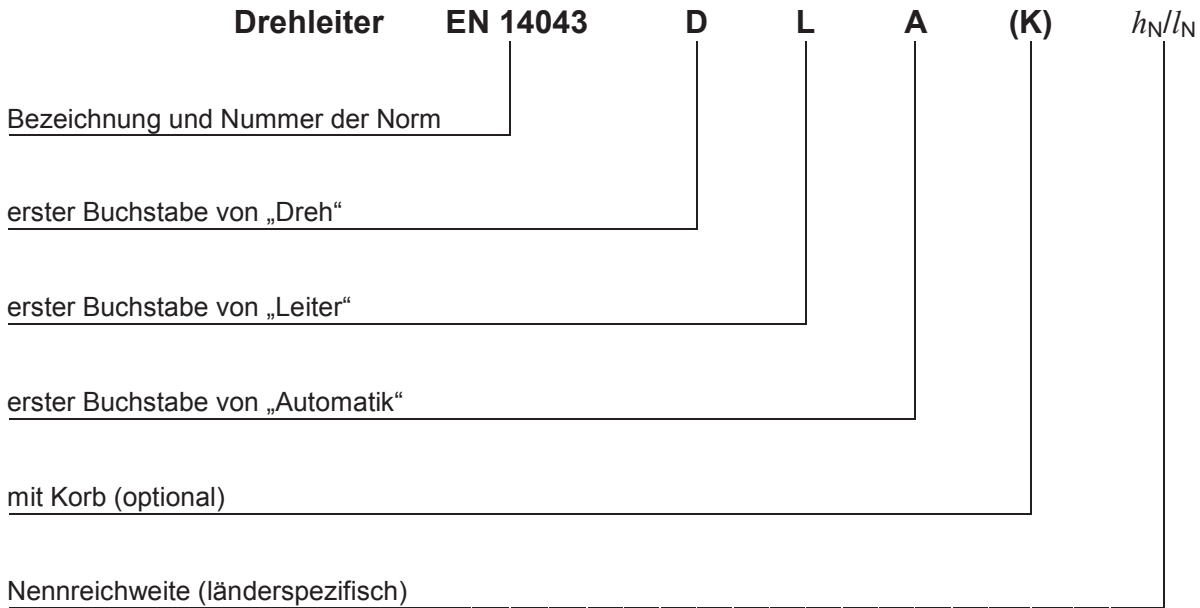 Drehleiter EN 14043 D L A (K) hN/lN
Bezeichnung und Nummer der Norm
erster Buchstabe von „Dreh“
erster Buchstabe von „Leiter“
erster Buchstabe von „Automatik“
mit Korb (optional)
Nennreichweite (länderspezifisch)